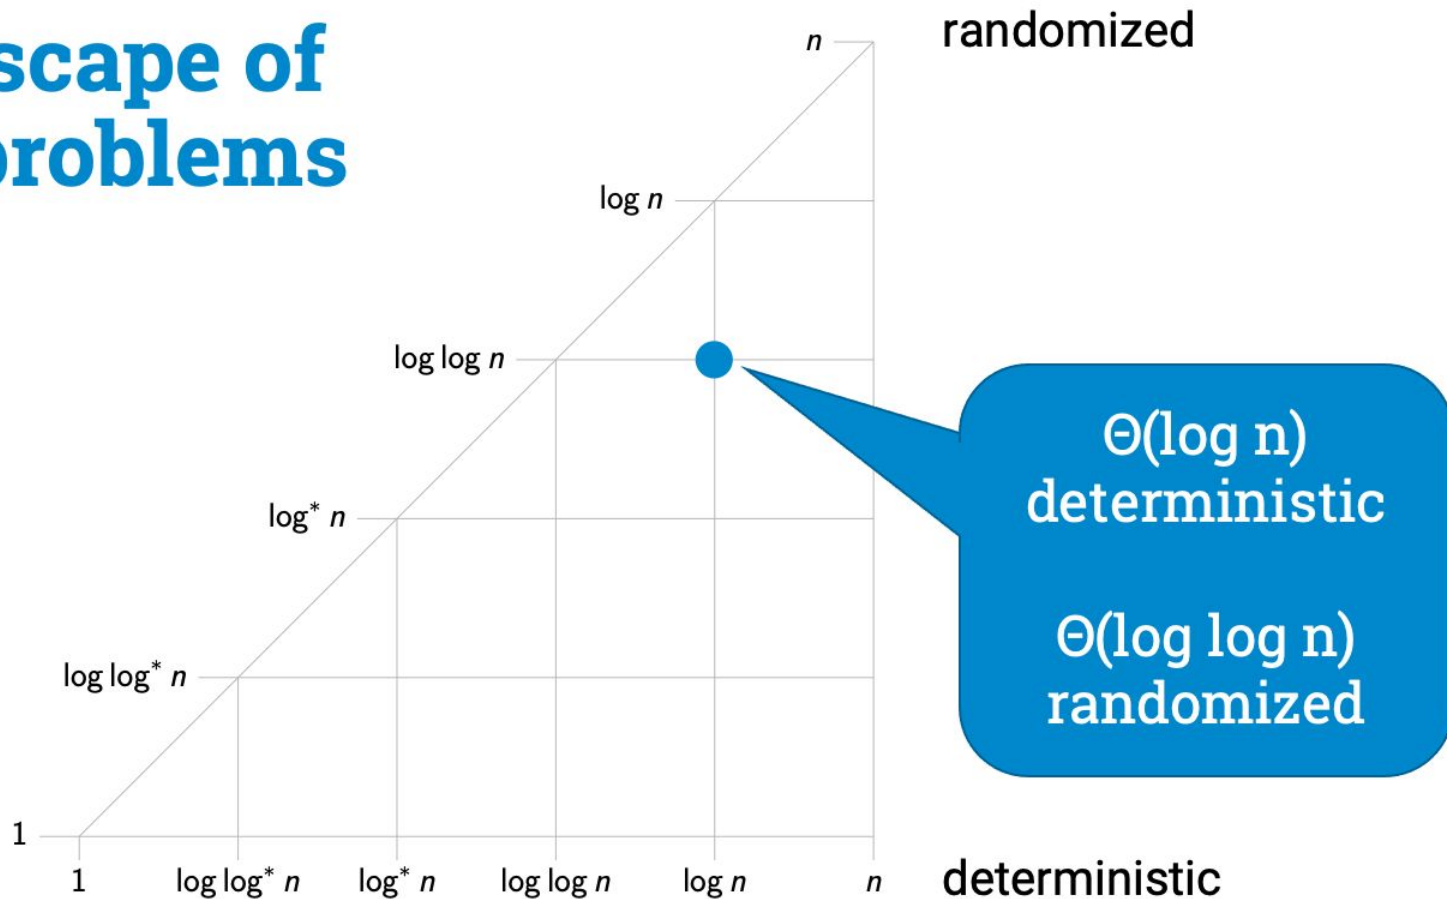 scape of
problems
randomized
n
log n
log log n
log* n
log log* n
1
Θ(log n)
deterministic
Θ(log log n)
randomized
1 log log* n log* n log log n log n n
deterministic